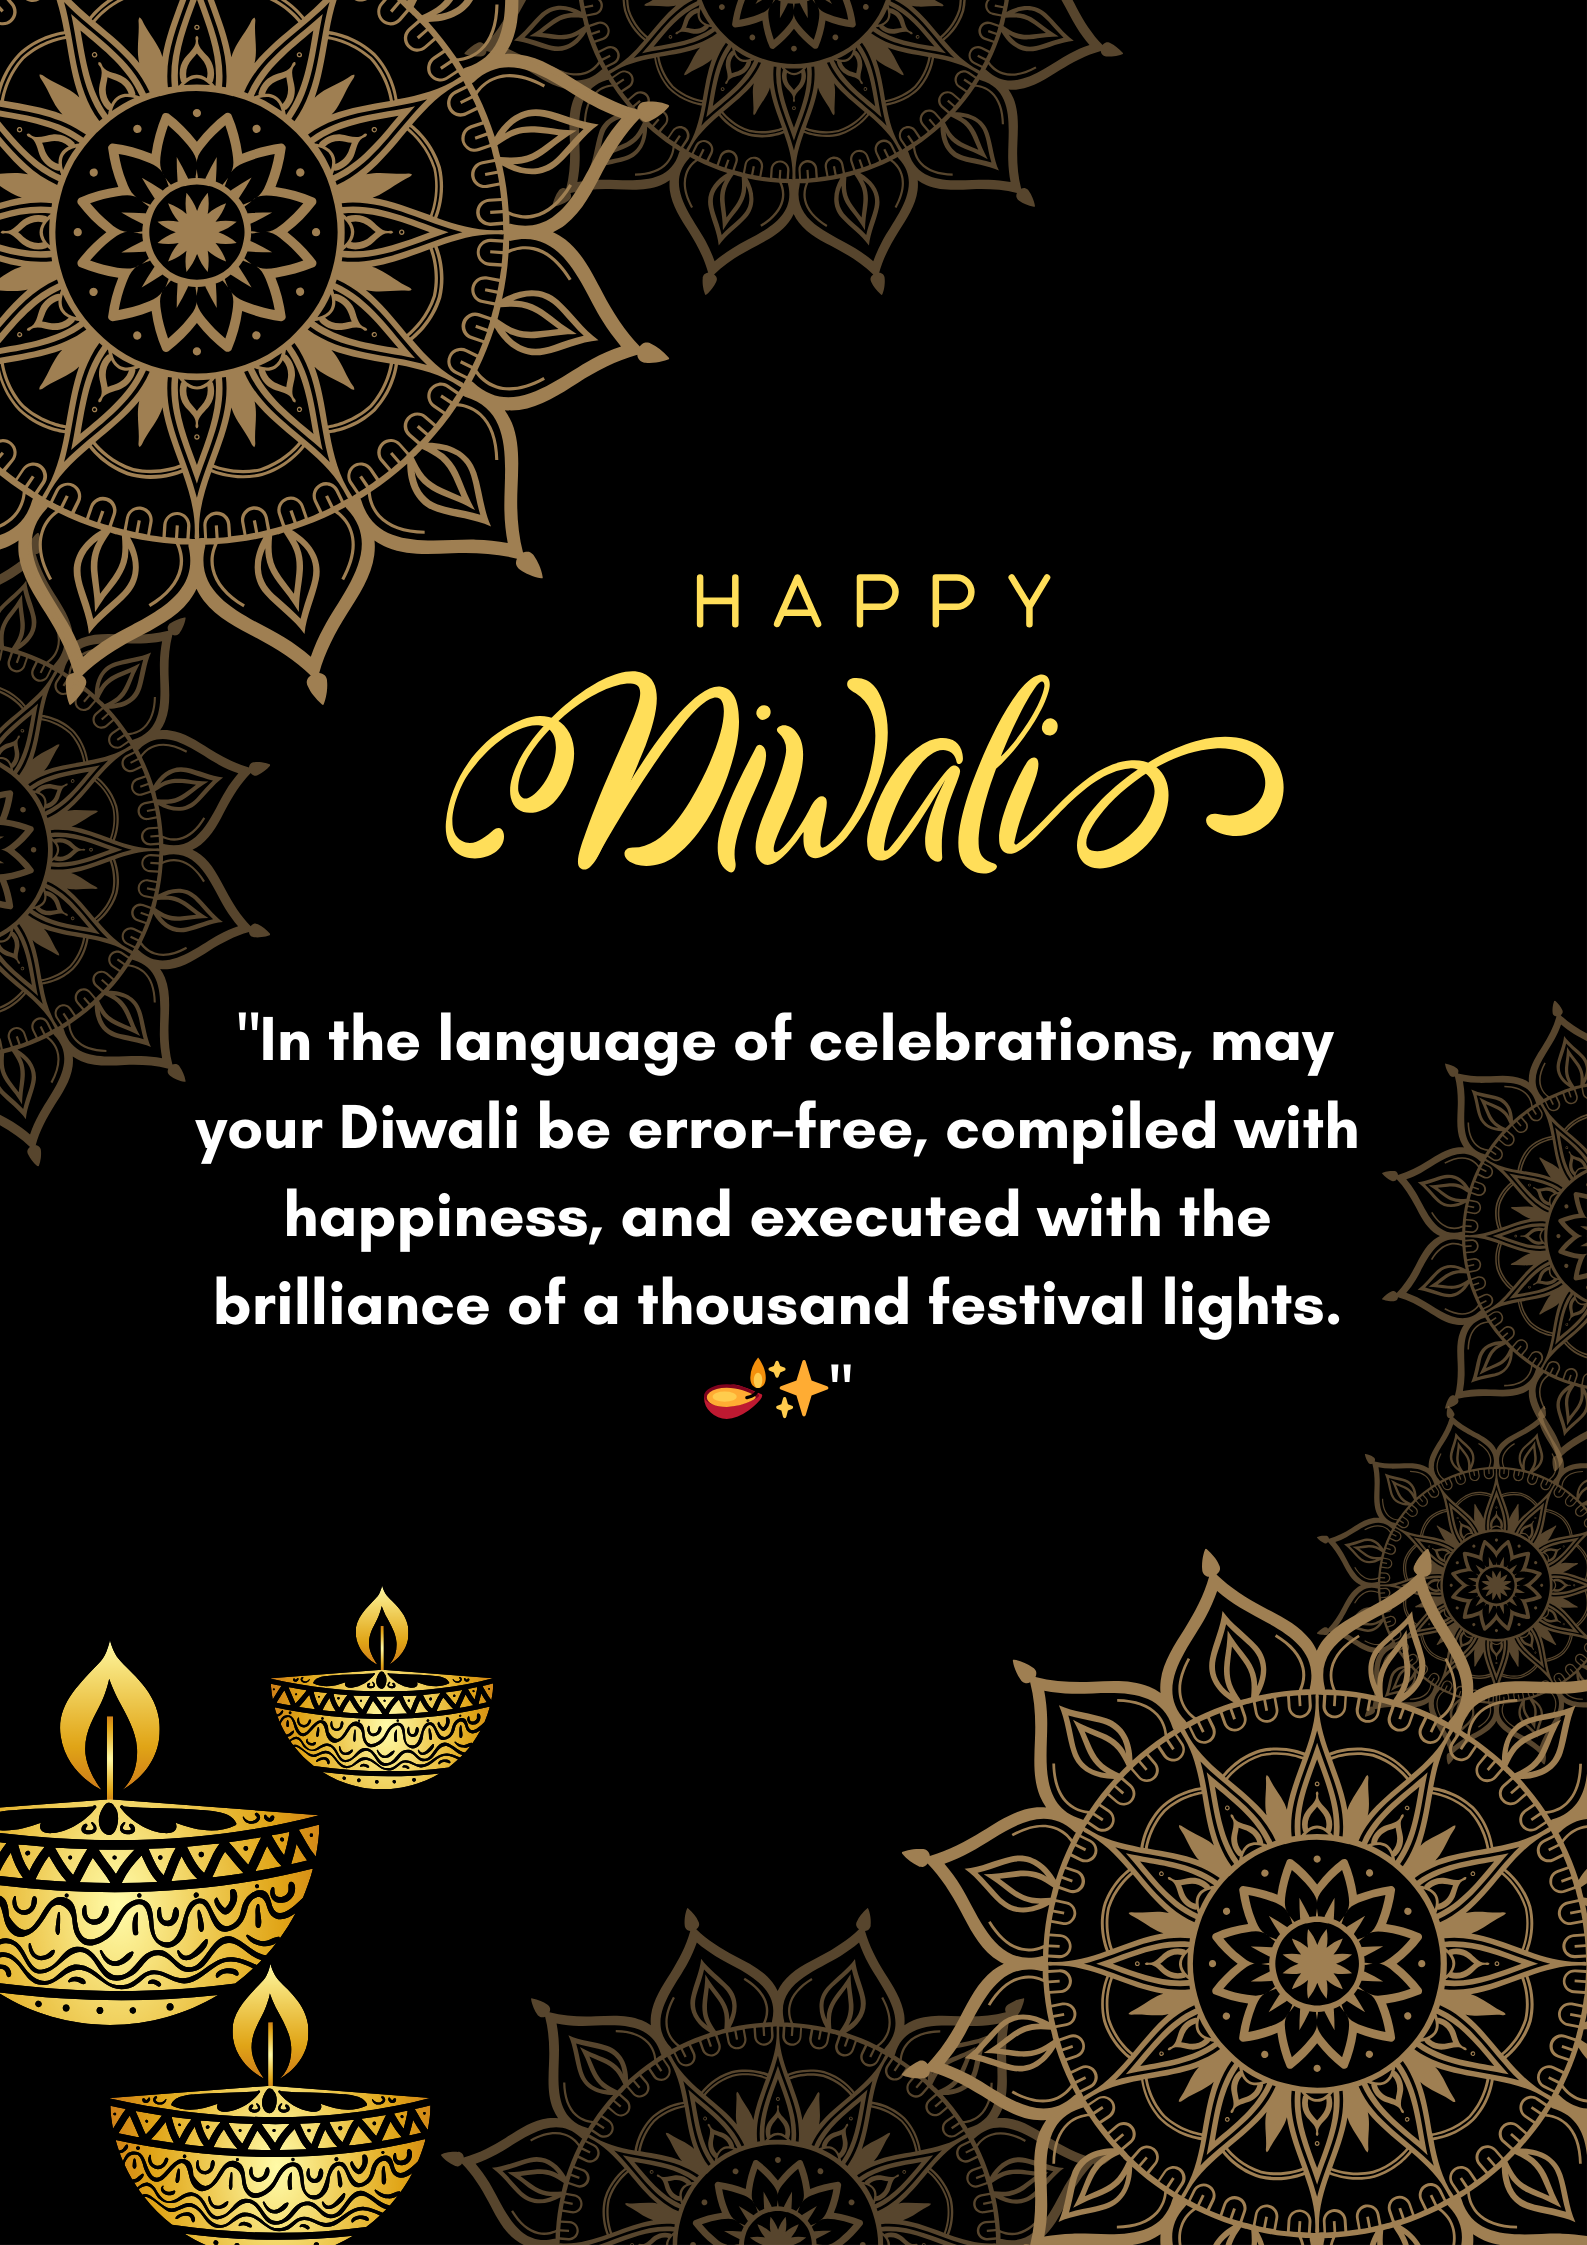 HAPPY
Diwali
"In the language of celebrations, may
your Diwali be error-free, compiled with
happiness, and executed with the
brilliance of a thousand festival lights.
🪔✨"